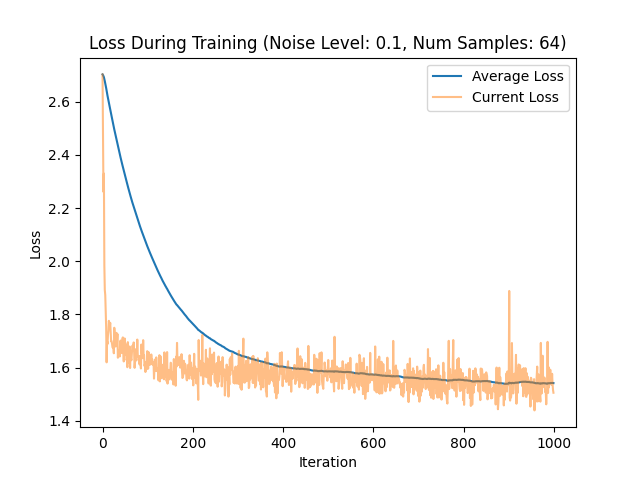 Loss During Training (Noise Level: 0.1, Num Samples: 64)
Average Loss
Current Loss
Loss
2.6
2.4
2.2
2.0
1.8
1.6
1.4
0 200 400 600 800 1000
Iteration